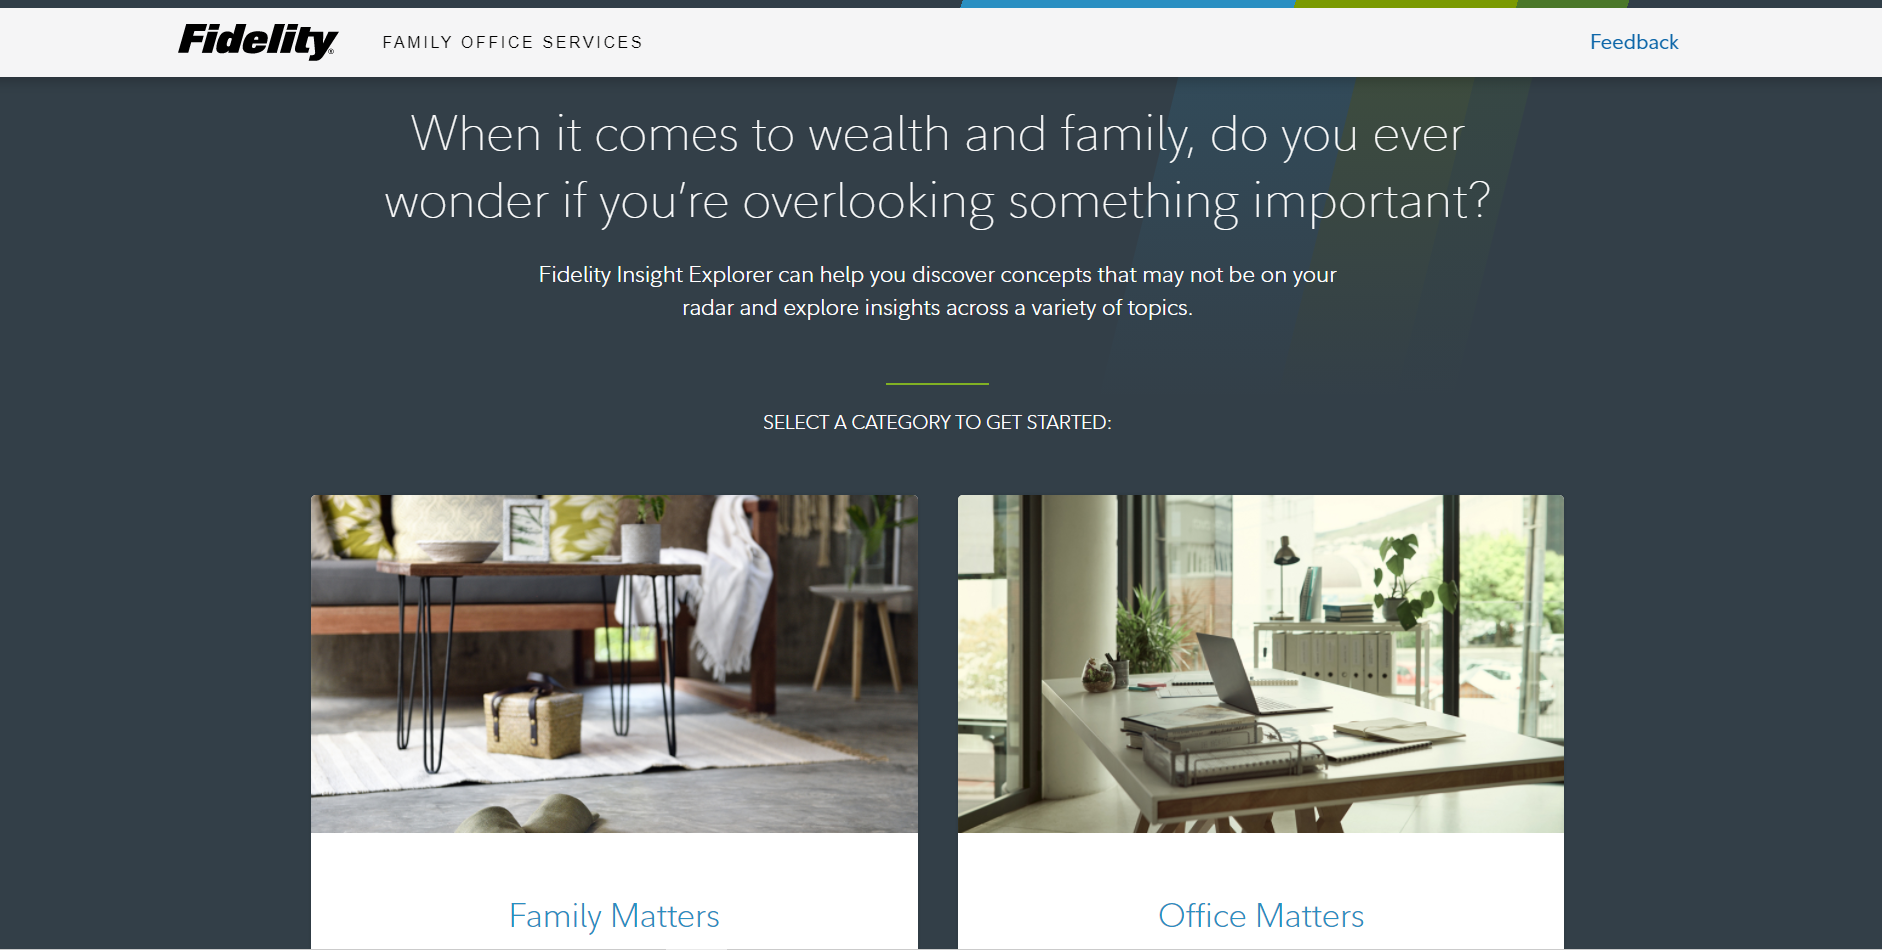 Fidelity®
FAMILY OFFICE SERVICES
Feedback
When it comes to wealth and family, do you ever
wonder if you’re overlooking something important?
Fidelity Insight Explorer can help you discover concepts that may not be on your
radar and explore insights across a variety of topics.
SELECT A CATEGORY TO GET STARTED:
Family Matters
Office Matters